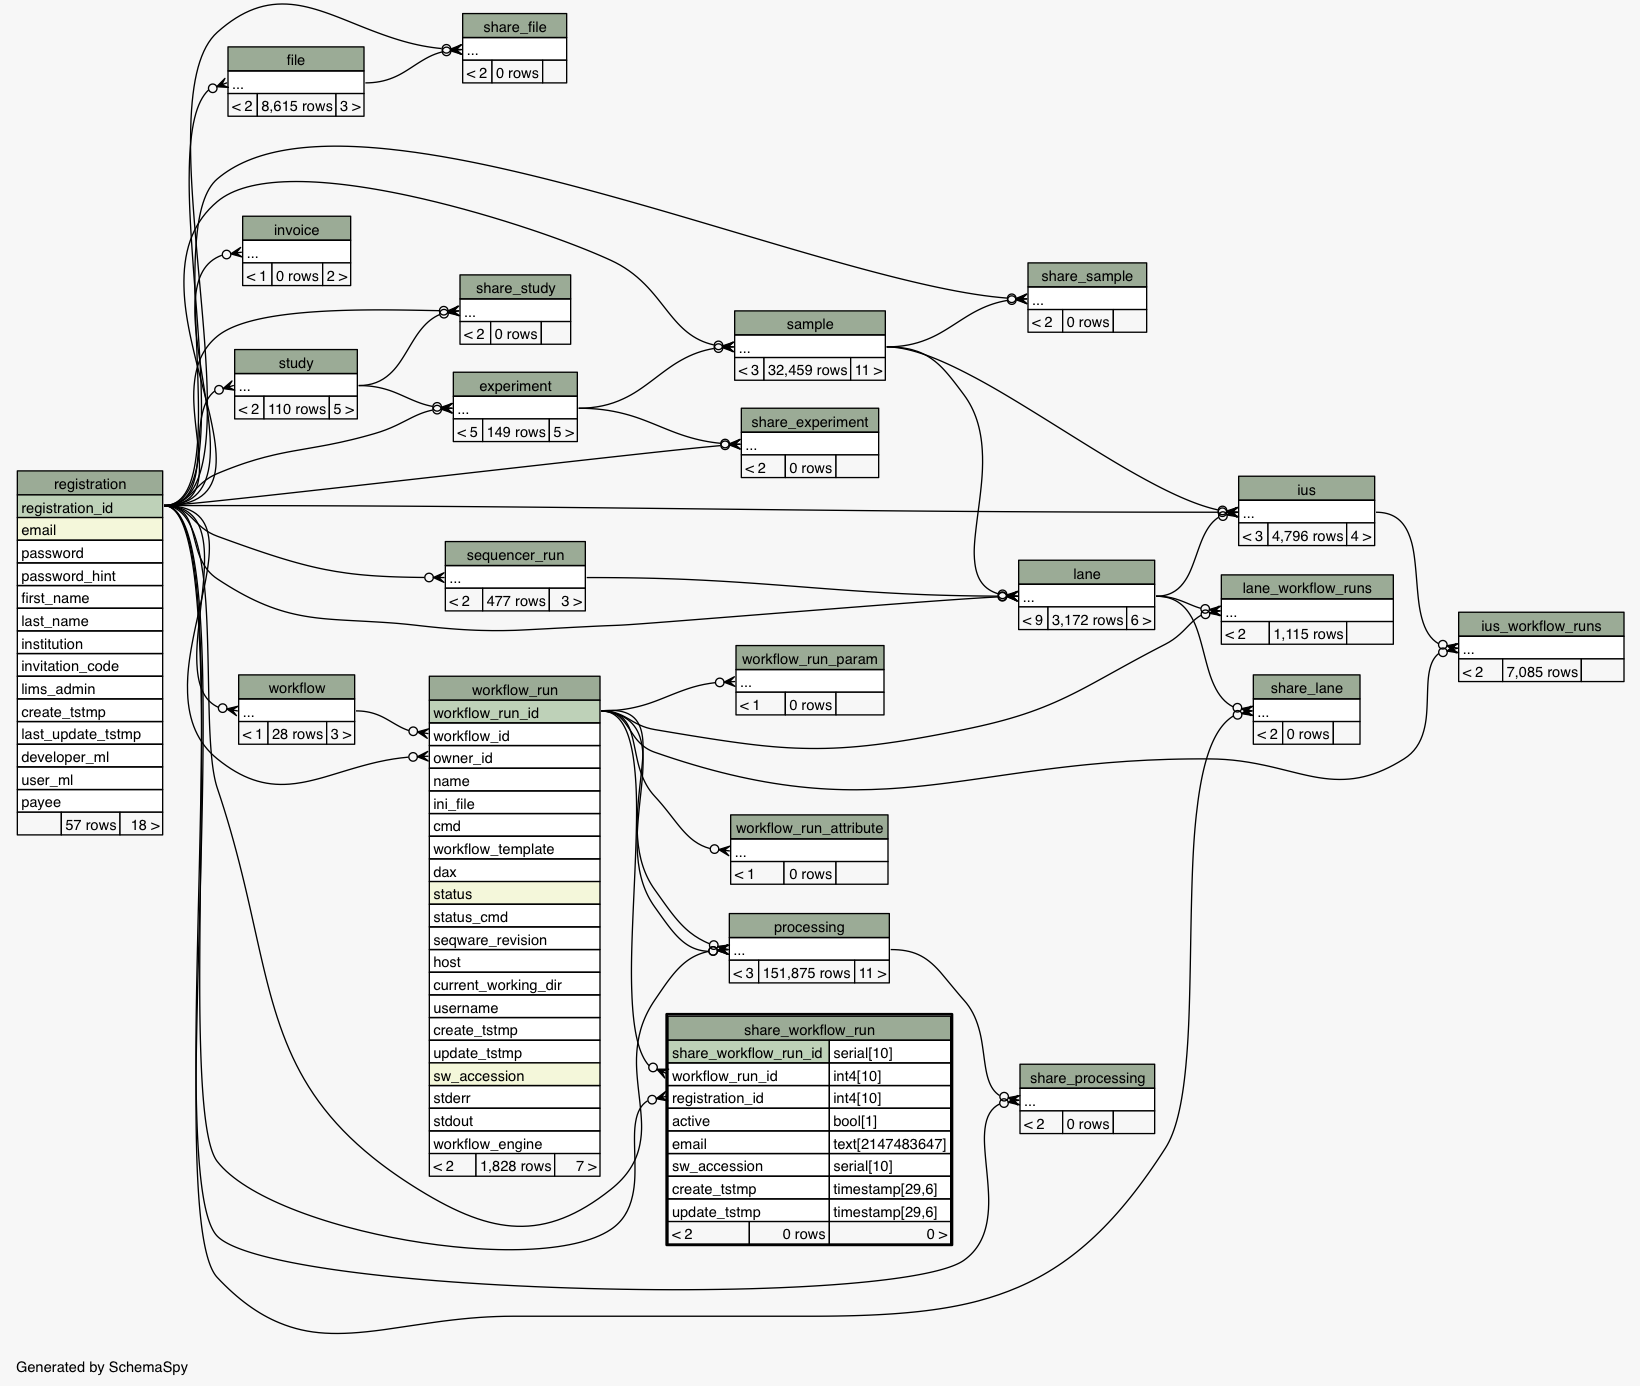 share_file
...
< 2 0 rows
file
...
< 2 8,615 rows 3 >
invoice
...
< 1 0 rows 2 >
share_study
...
< 2 0 rows
study
...
< 2 110 rows 5 >
experiment
...
< 5 149 rows 5 >
sample
...
< 3 32,459 rows 11 >
share_sample
...
< 2 0 rows
share_experiment
...
< 2 0 rows
registration
registration_id
email
password
password_hint
first_name
last_name
institution
invitation_code
lims_admin
create_tstmp
last_update_tstmp
developer_ml
user_ml
payee
57 rows 18 >
sequencer_run
...
< 2 477 rows 3 >
ius
...
< 3 4,796 rows 4 >
lane
...
< 9 3,172 rows 6 >
lane_workflow_runs
...
< 2 1,115 rows
ius_workflow_runs
...
< 2 7,085 rows
share_lane
...
< 2 0 rows
workflow
...
< 1 28 rows 3 >
workflow_run
workflow_run_id
workflow_id
owner_id
name
ini_file
cmd
workflow_template
dax
status
status_cmd
seqware_revision
host
current_working_dir
username
create_tstmp
update_tstmp
sw_accession
stderr
stdout
workflow_engine
< 2 1,828 rows 7 >
workflow_run_param
...
< 1 0 rows
workflow_run_attribute
...
< 1 0 rows
processing
...
< 3 151,875 rows 11 >
share_workflow_run
share_workflow_run_id serial[10]
workflow_run_id int4[10]
registration_id int4[10]
active bool[1]
email text[2147483647]
sw_accession serial[10]
create_tstmp timestamp[29,6]
update_tstmp timestamp[29,6]
< 2 0 rows 0 >
share_processing
...
< 2 0 rows
Generated by SchemaSpy